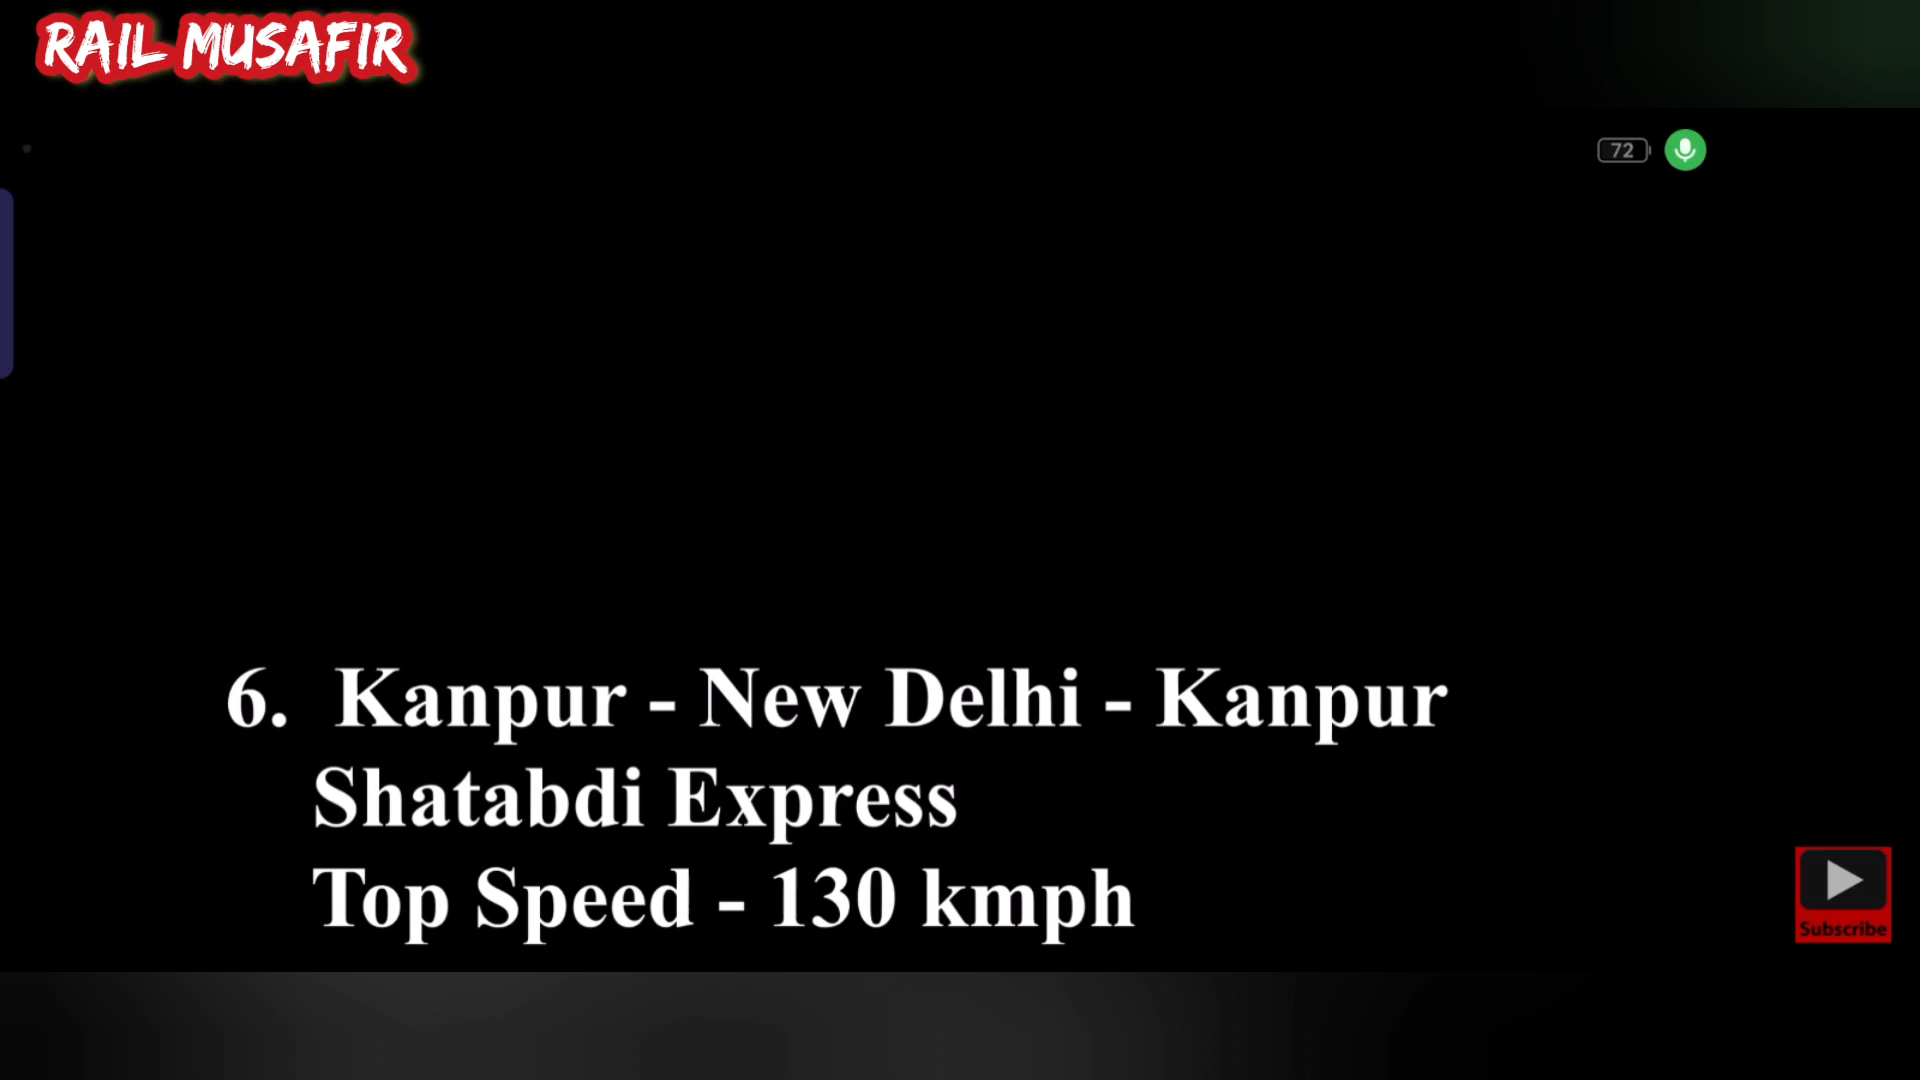 RAIL MUSAFIR
72
6. Kanpur - New Delhi - Kanpur
Shatabdi Express
Top Speed - 130 kmph
Subscribe